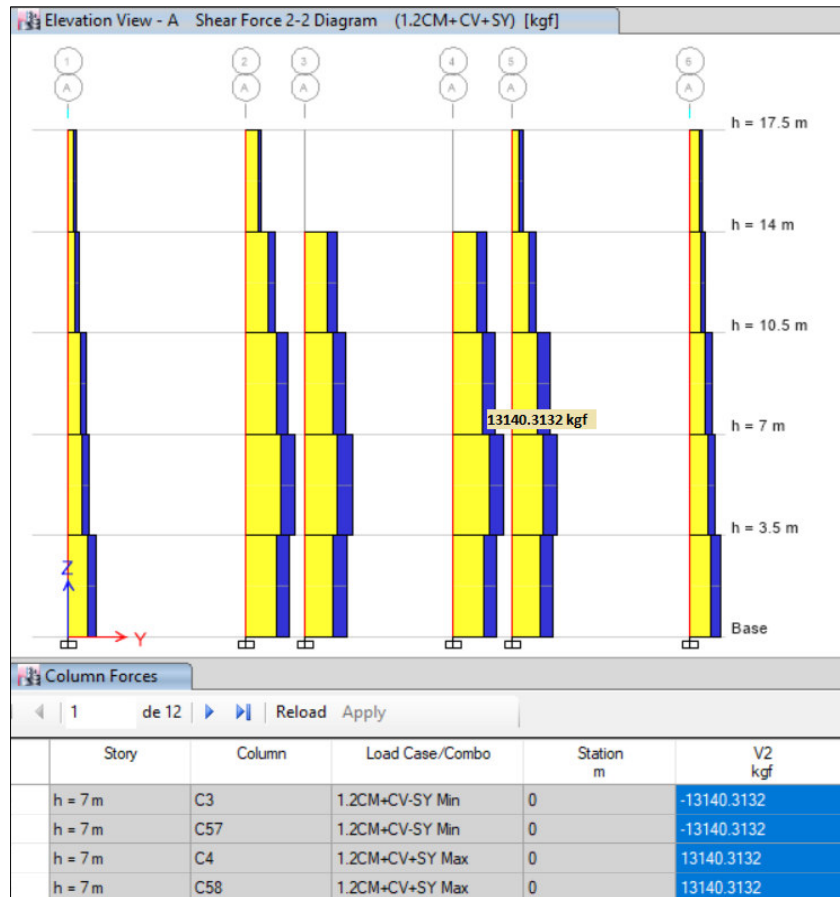 Elevation View - A Shear Force 2-2 Diagram (1.2CM+CV+SY) [kgf]
1 2 3 4 5 6
A A A A A A
h = 17.5 m
h = 14 m
h = 10.5 m
13140.3132 kgf
h = 7 m
h = 3.5 m
Z
Y
Base
Column Forces
1 de 12 Reload Apply
Story Column Load Case/Combo Station V2
m kgf
h = 7 m C3 1.2CM+CV-SY Min 0 -13140.3132
h = 7 m C57 1.2CM+CV-SY Min 0 -13140.3132
h = 7 m C4 1.2CM+CV+SY Max 0 13140.3132
h = 7 m C58 1.2CM+CV+SY Max 0 13140.3132